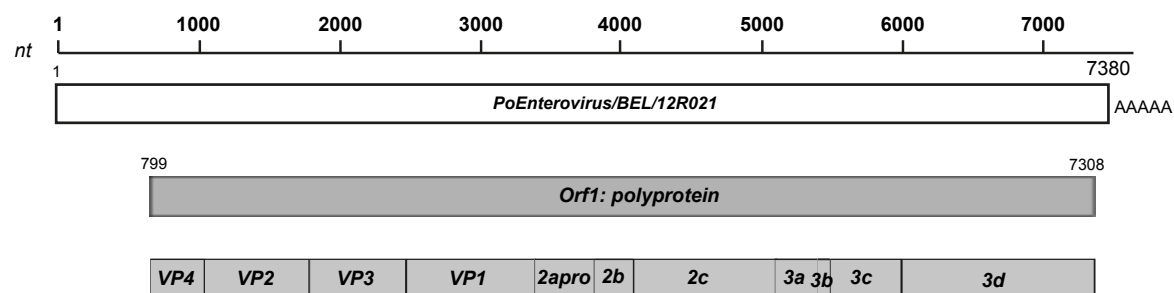 1 1000 2000 3000 4000 5000 6000 7000
nt
1 7380
PoEnterovirus/BEL/12R021 AAAAA
799 7308
Orf1: polyprotein
VP4 VP2 VP3 VP1 2apro 2b 2c 3a 3b 3c 3d